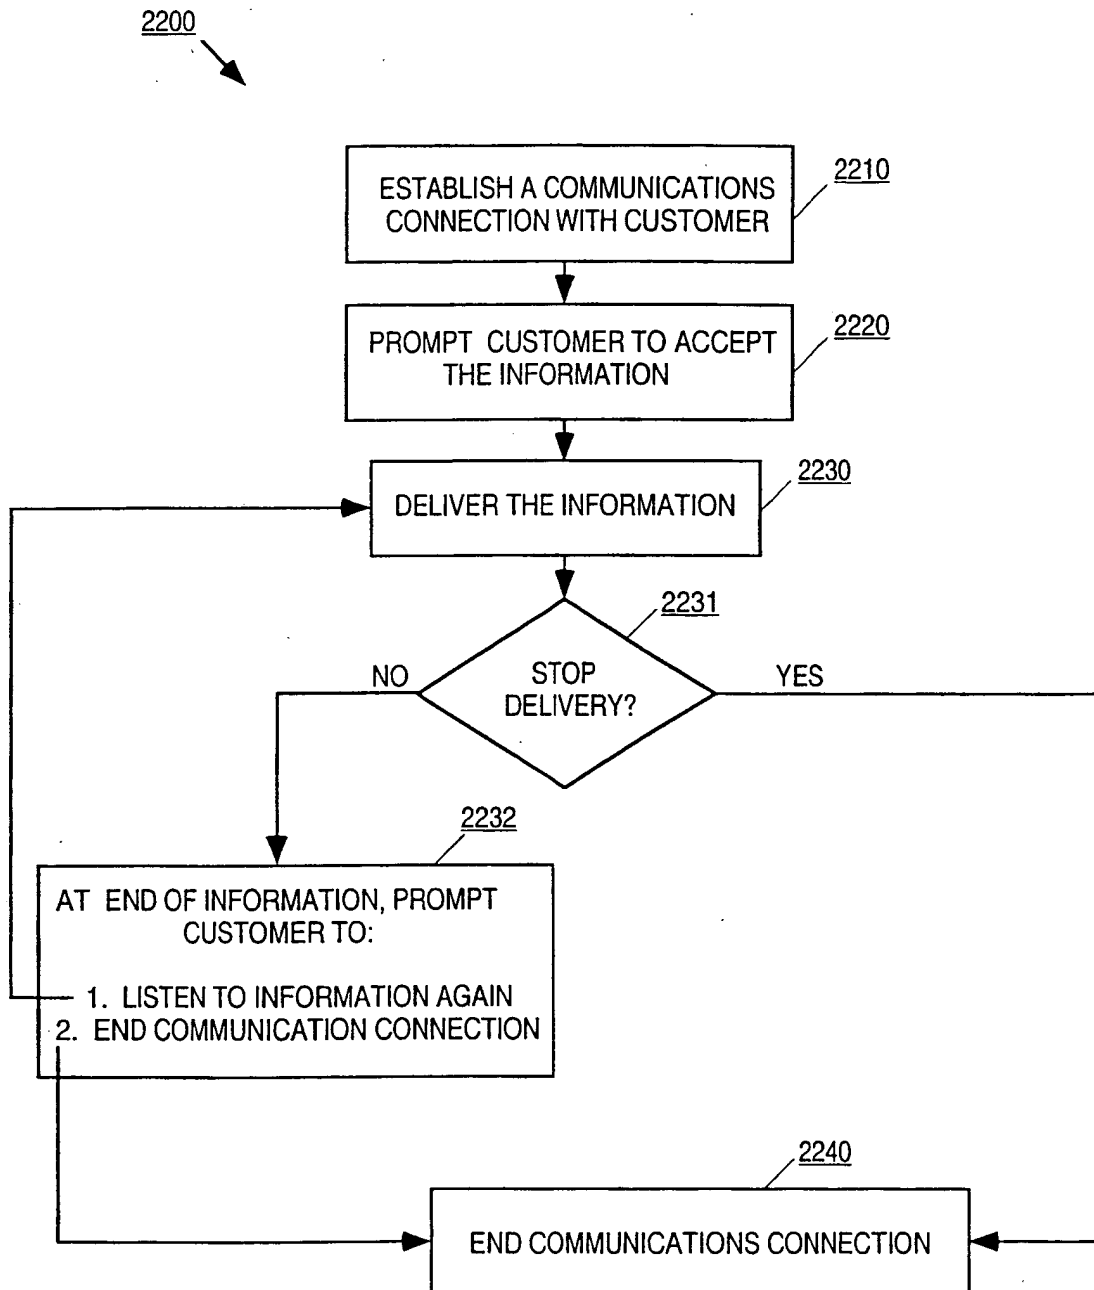 2200
ESTABLISH A COMMUNICATIONS
CONNECTION WITH CUSTOMER
2210
PROMPT CUSTOMER TO ACCEPT
THE INFORMATION
2220
DELIVER THE INFORMATION
2230
STOP
DELIVERY?
2231
NO
YES
2232
AT END OF INFORMATION, PROMPT
CUSTOMER TO:
1. LISTEN TO INFORMATION AGAIN
2. END COMMUNICATION CONNECTION
2240
END COMMUNICATIONS CONNECTION